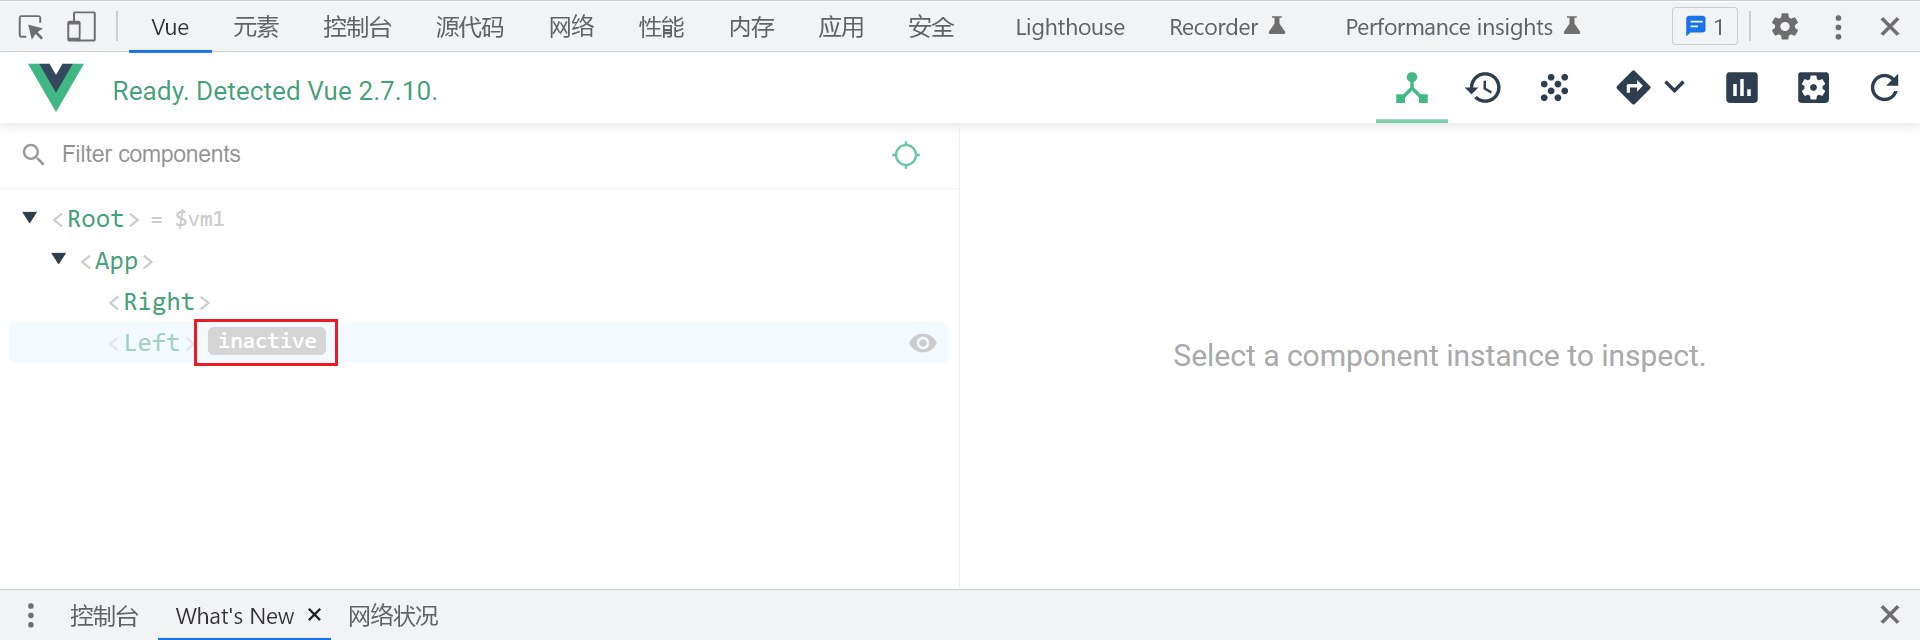 Vue 元素 控制台 源代码 网络 性能 内存 应用 安全 Lighthouse Recorder Performance insights 1
Ready. Detected Vue 2.7.10.
Filter components
<Root> = $vm1
<App>
<Right>
<Left> inactive
Select a component instance to inspect.
控制台 What's New 网络状况